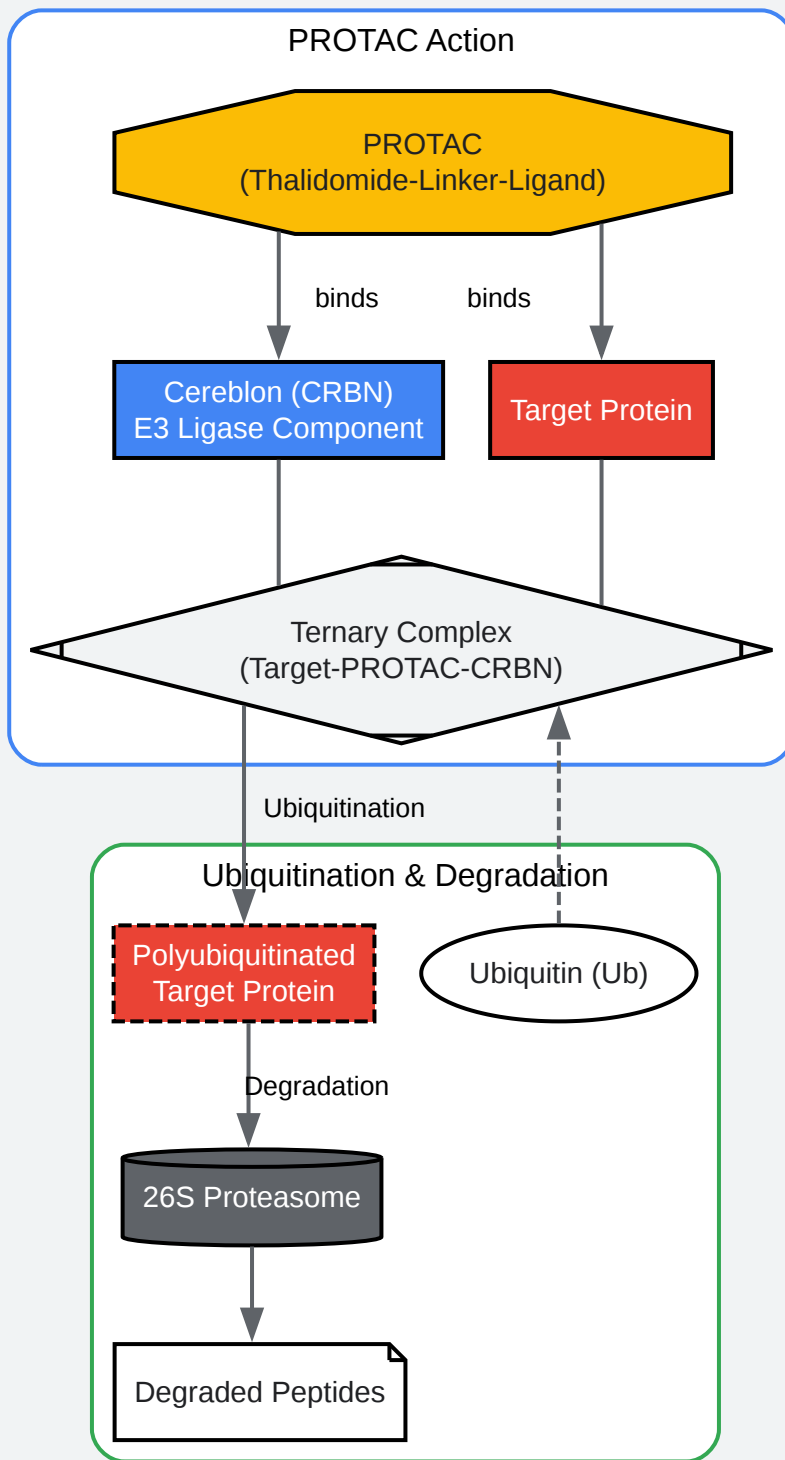 PROTAC Action
PROTAC
(Thalidomide-Linker-Ligand)
binds
binds
Cereblon (CRBN)
E3 Ligase Component
Target Protein
Ternary Complex
(Target-PROTAC-CRBN)
Ubiquitination
Ubiquitination & Degradation
Polyubiquitinated
Target Protein
Ubiquitin (Ub)
Degradation
26S Proteasome
Degraded Peptides